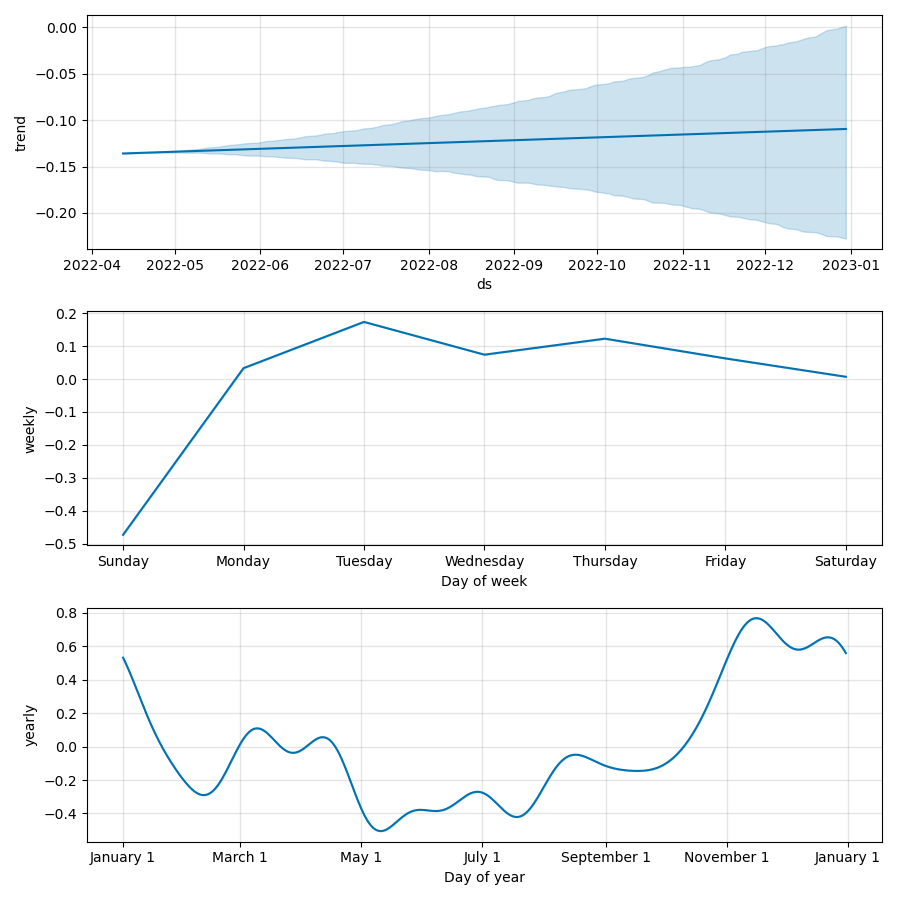 0.00
−0.05
−0.10
−0.15
−0.20
trend
2022-04 2022-05 2022-06 2022-07 2022-08 2022-09 2022-10 2022-11 2022-12 2023-01
ds
0.2
0.1
0.0
−0.1
−0.2
−0.3
−0.4
−0.5
weekly
Sunday Monday Tuesday Wednesday Thursday Friday Saturday
Day of week
0.8
0.6
0.4
0.2
0.0
−0.2
−0.4
yearly
January 1 March 1 May 1 July 1 September 1 November 1 January 1
Day of year